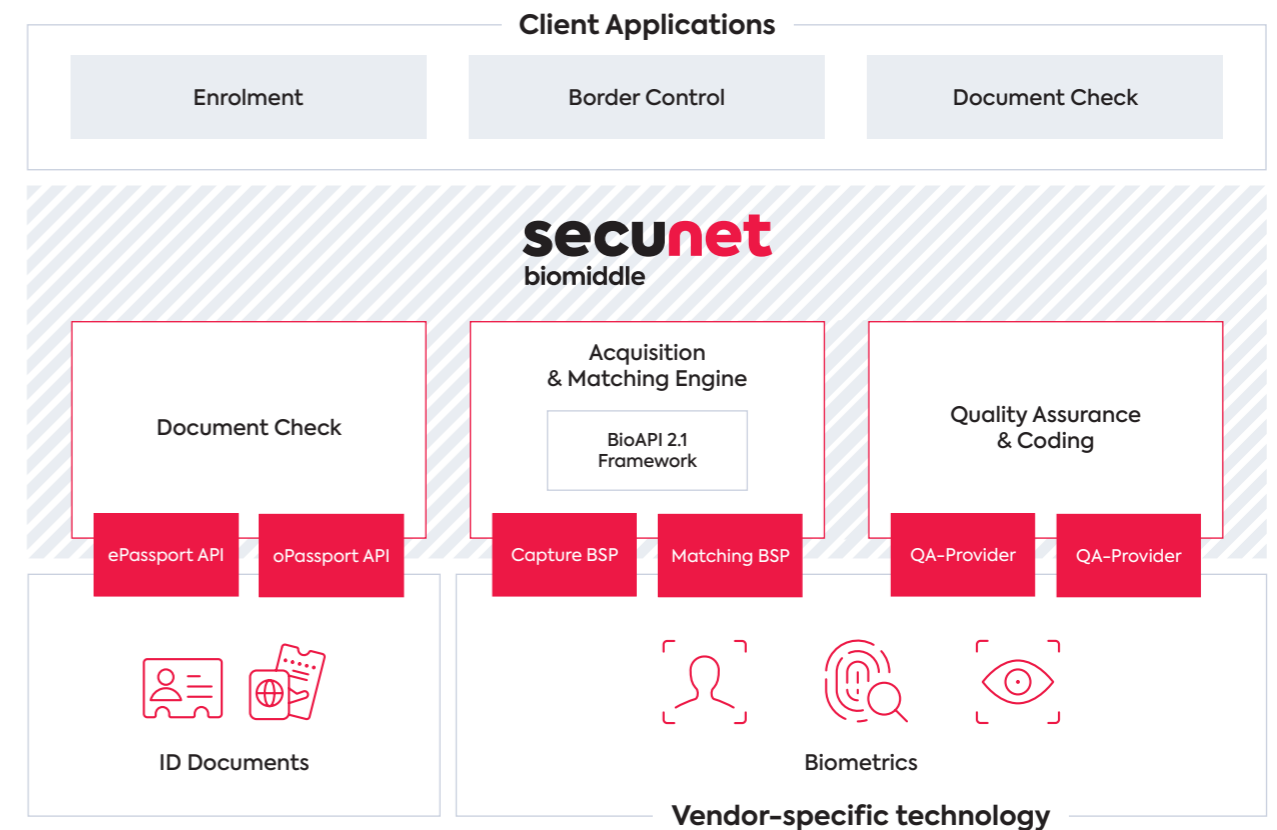 Client Applications
Enrolment
Border Control
Document Check
secunet
biomiddle
Document Check
Acquisition
& Matching Engine
BioAPI 2.1
Framework
Quality Assurance
& Coding
ePassport API
oPassport API
Capture BSP
Matching BSP
QA-Provider
QA-Provider
ID Documents
Biometrics
Vendor-specific technology